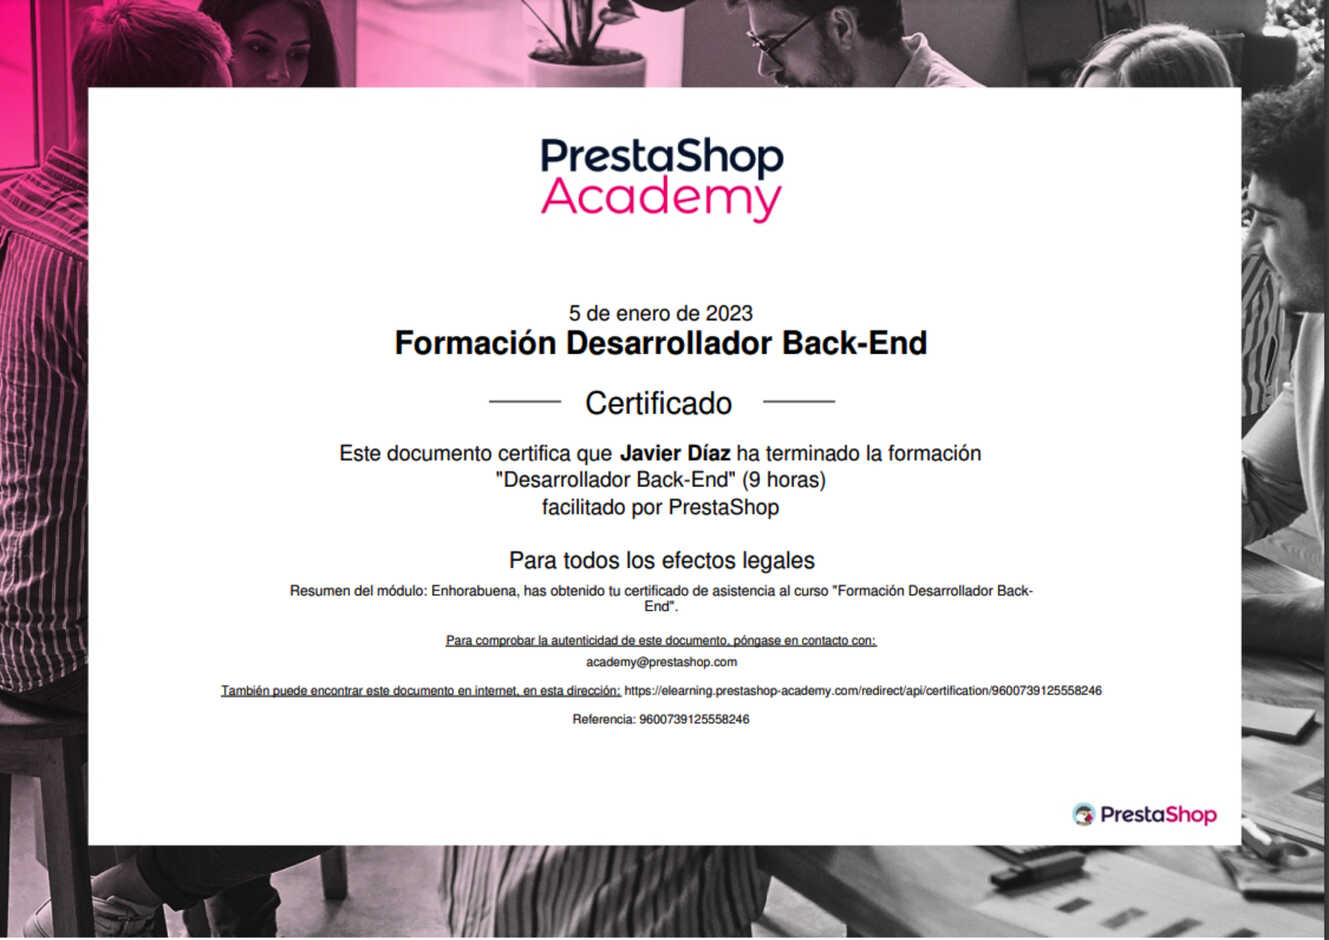 PrestaShop
Academy
5 de enero de 2023
Formación Desarrollador Back-End
Certificado
Este documento certifica que Javier Díaz ha terminado la formación
"Desarrollador Back-End" (9 horas)
facilitado por PrestaShop
Para todos los efectos legales
Resumen del módulo: Enhorabuena, has obtenido tu certificado de asistencia al curso "Formación Desarrollador Back-
End".
Para comprobar la autenticidad de este documento, póngase en contacto con:
academy@prestashop.com
También puede encontrar este documento en internet, en esta dirección: https://elearning.prestashop-academy.com/redirect/api/certification/9600739125558246
Referencia: 9600739125558246
PrestaShop